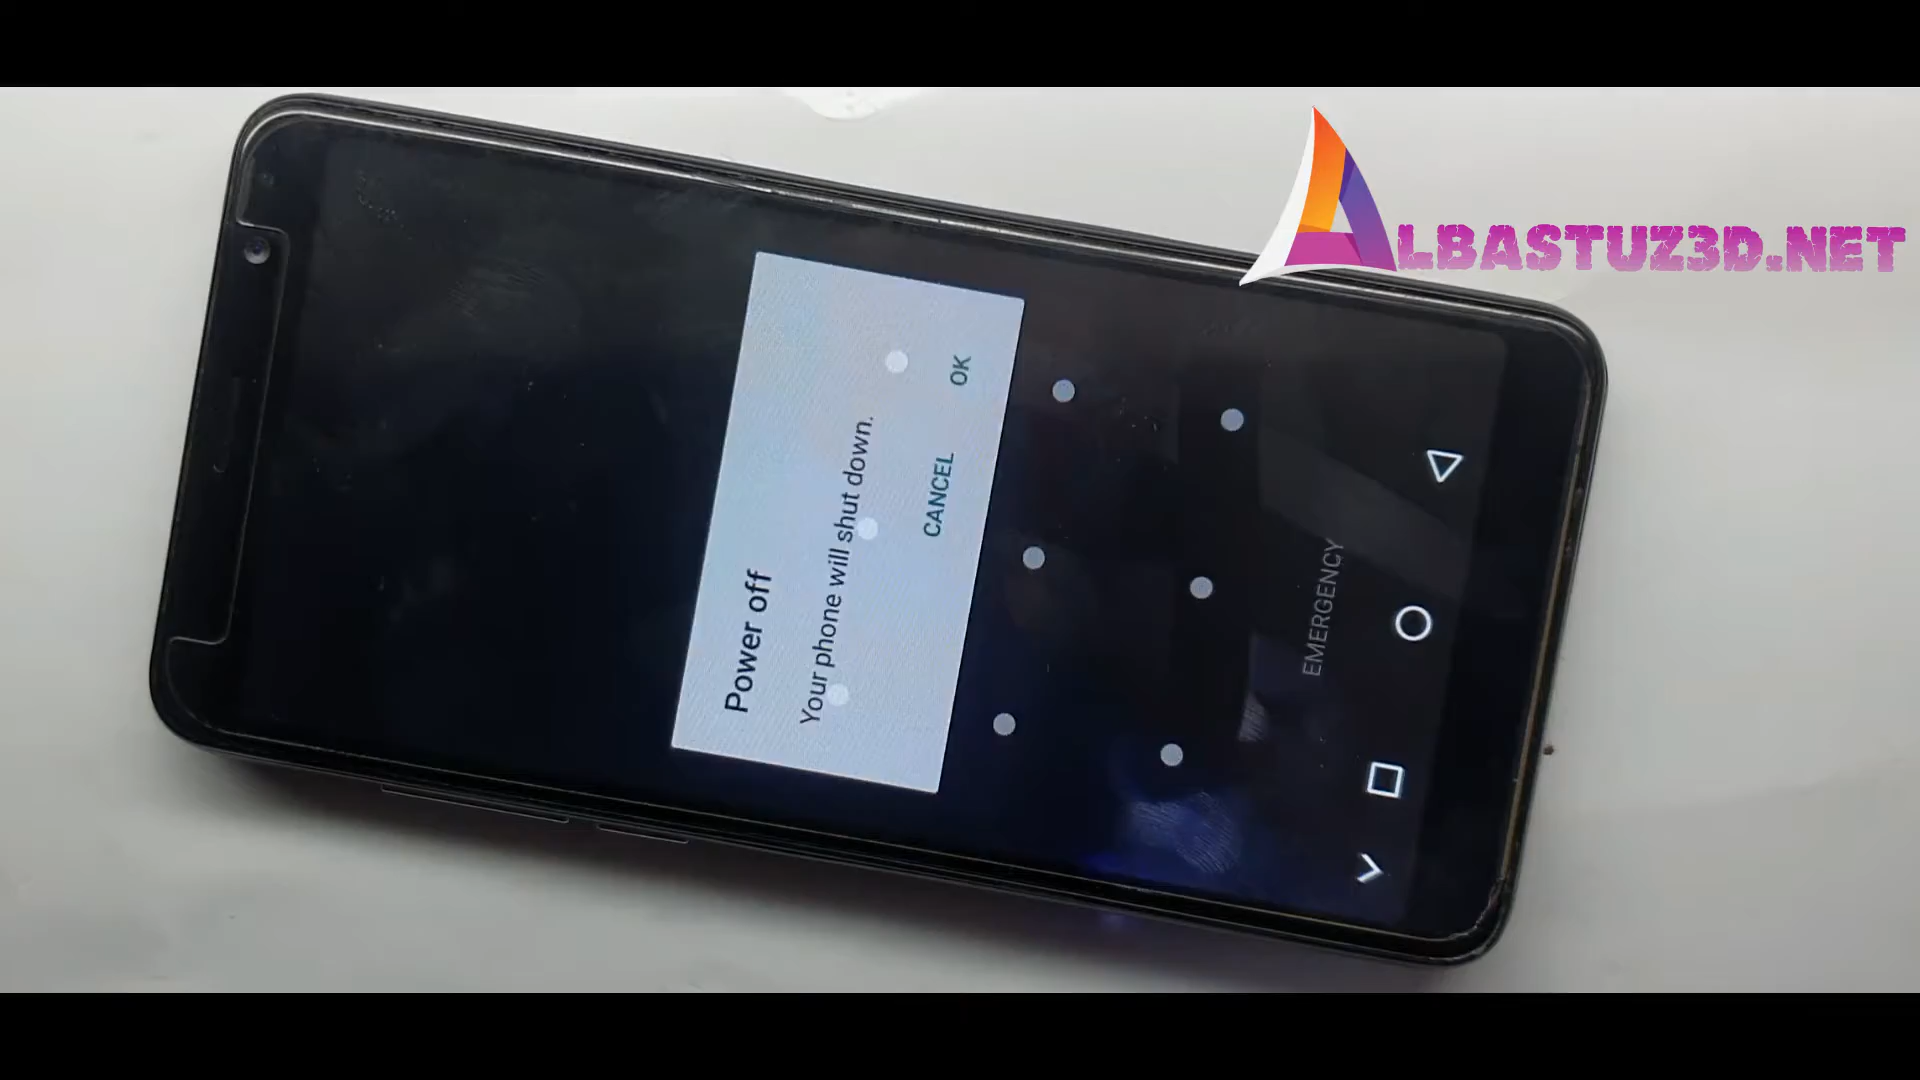 ALBASTUZ3D.NET
Power off
Your phone will shut down.
CANCEL OK
EMERGENCY